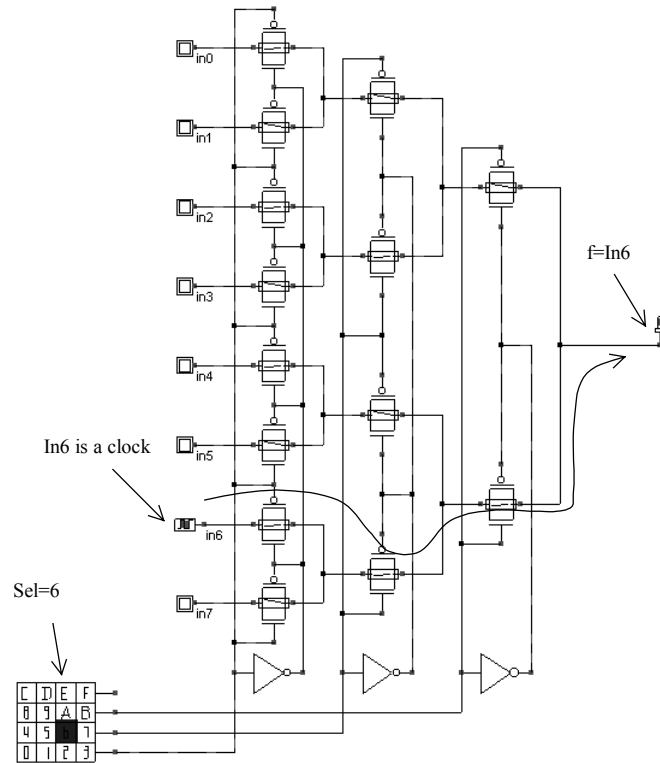 in0
in1
in2
in3
f=In6
in4
In6 is a clock
in5
in6
Sel=6
in7
C D E F
8 9 A B
4 5 6 7
0 1 2 3